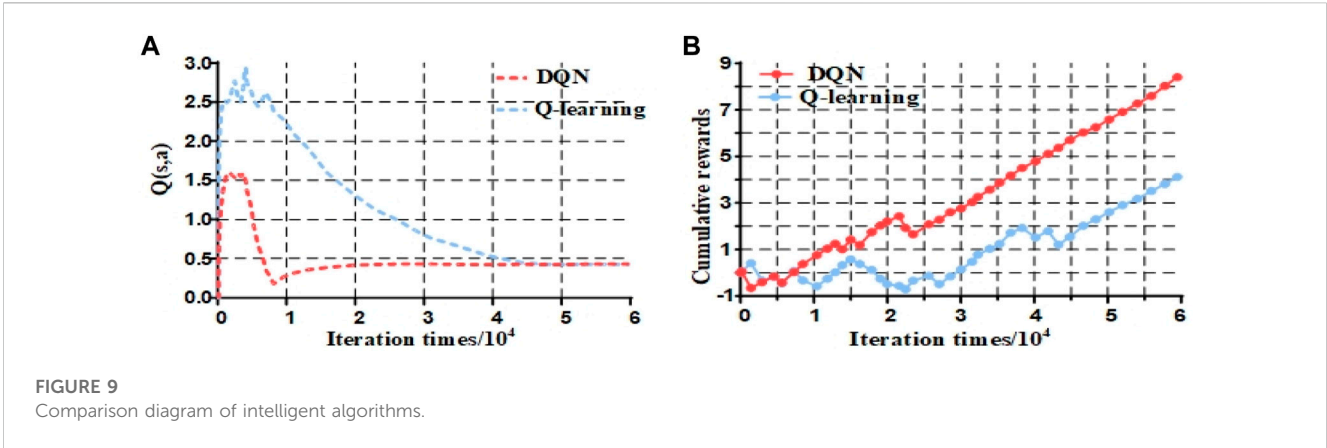 A
3.0
2.5
2.0
1.5
1.0
0.5
0.0
Q(s,a)
DQN
Q-learning
0 1 2 3 4 5 6
Iteration times/10⁴
B
9
7
5
3
1
-1
Cumulative rewards
DQN
Q-learning
0 1 2 3 4 5 6
Iteration times/10⁴
FIGURE 9
Comparison diagram of intelligent algorithms.